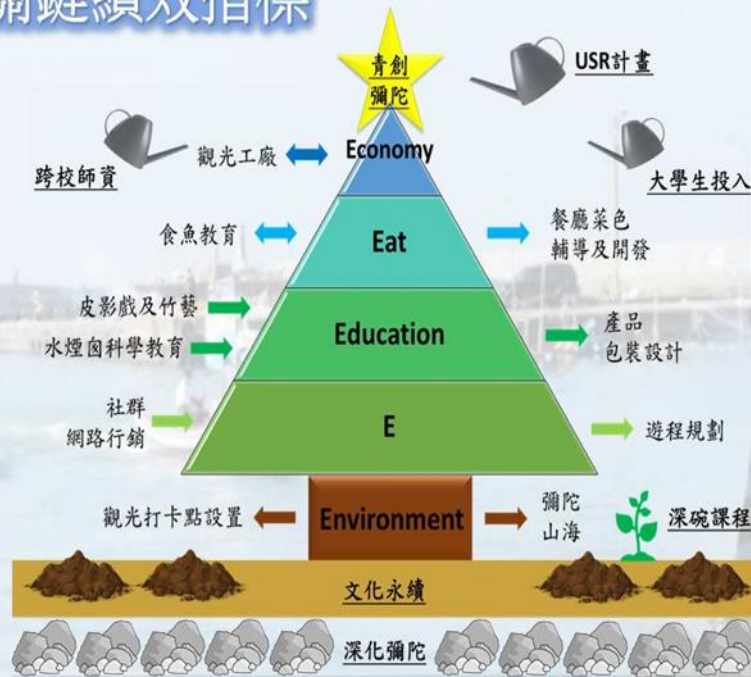 關鍵績效指標
青創
彌陀
USR計畫
跨校師資
觀光工廠
Economy
大學生投入
食魚教育
Eat
餐廳菜色
輔導及開發
皮影戲及竹藝
水煙囪科學教育
Education
產品
包裝設計
社群
網路行銷
E
遊程規劃
觀光打卡點設置
Environment
彌陀
山海
深碗課程
文化永續
深化彌陀